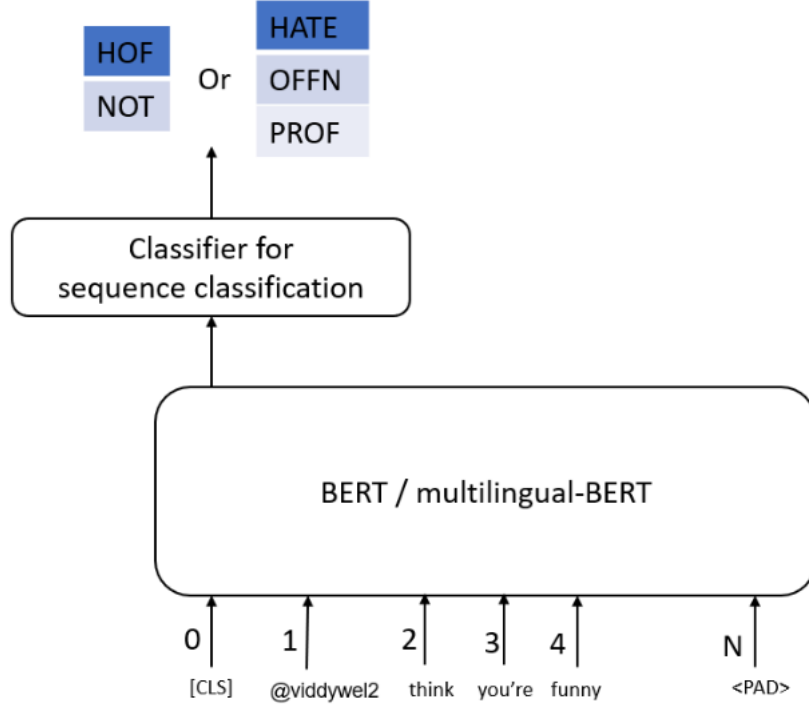 HOF
NOT
Or
HATE
OFFN
PROF
Classifier for
sequence classification
BERT / multilingual-BERT
0 1 2 3 4 N
[CLS] @viddywel2 think you're funny <PAD>